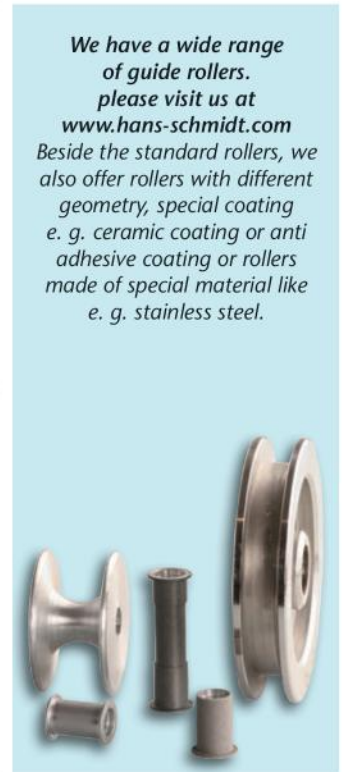 We have a wide range
of guide rollers.
please visit us at
www.hans-schmidt.com
Beside the standard rollers, we
also offer rollers with different
geometry, special coating
e. g. ceramic coating or anti
adhesive coating or rollers
made of special material like
e. g. stainless steel.